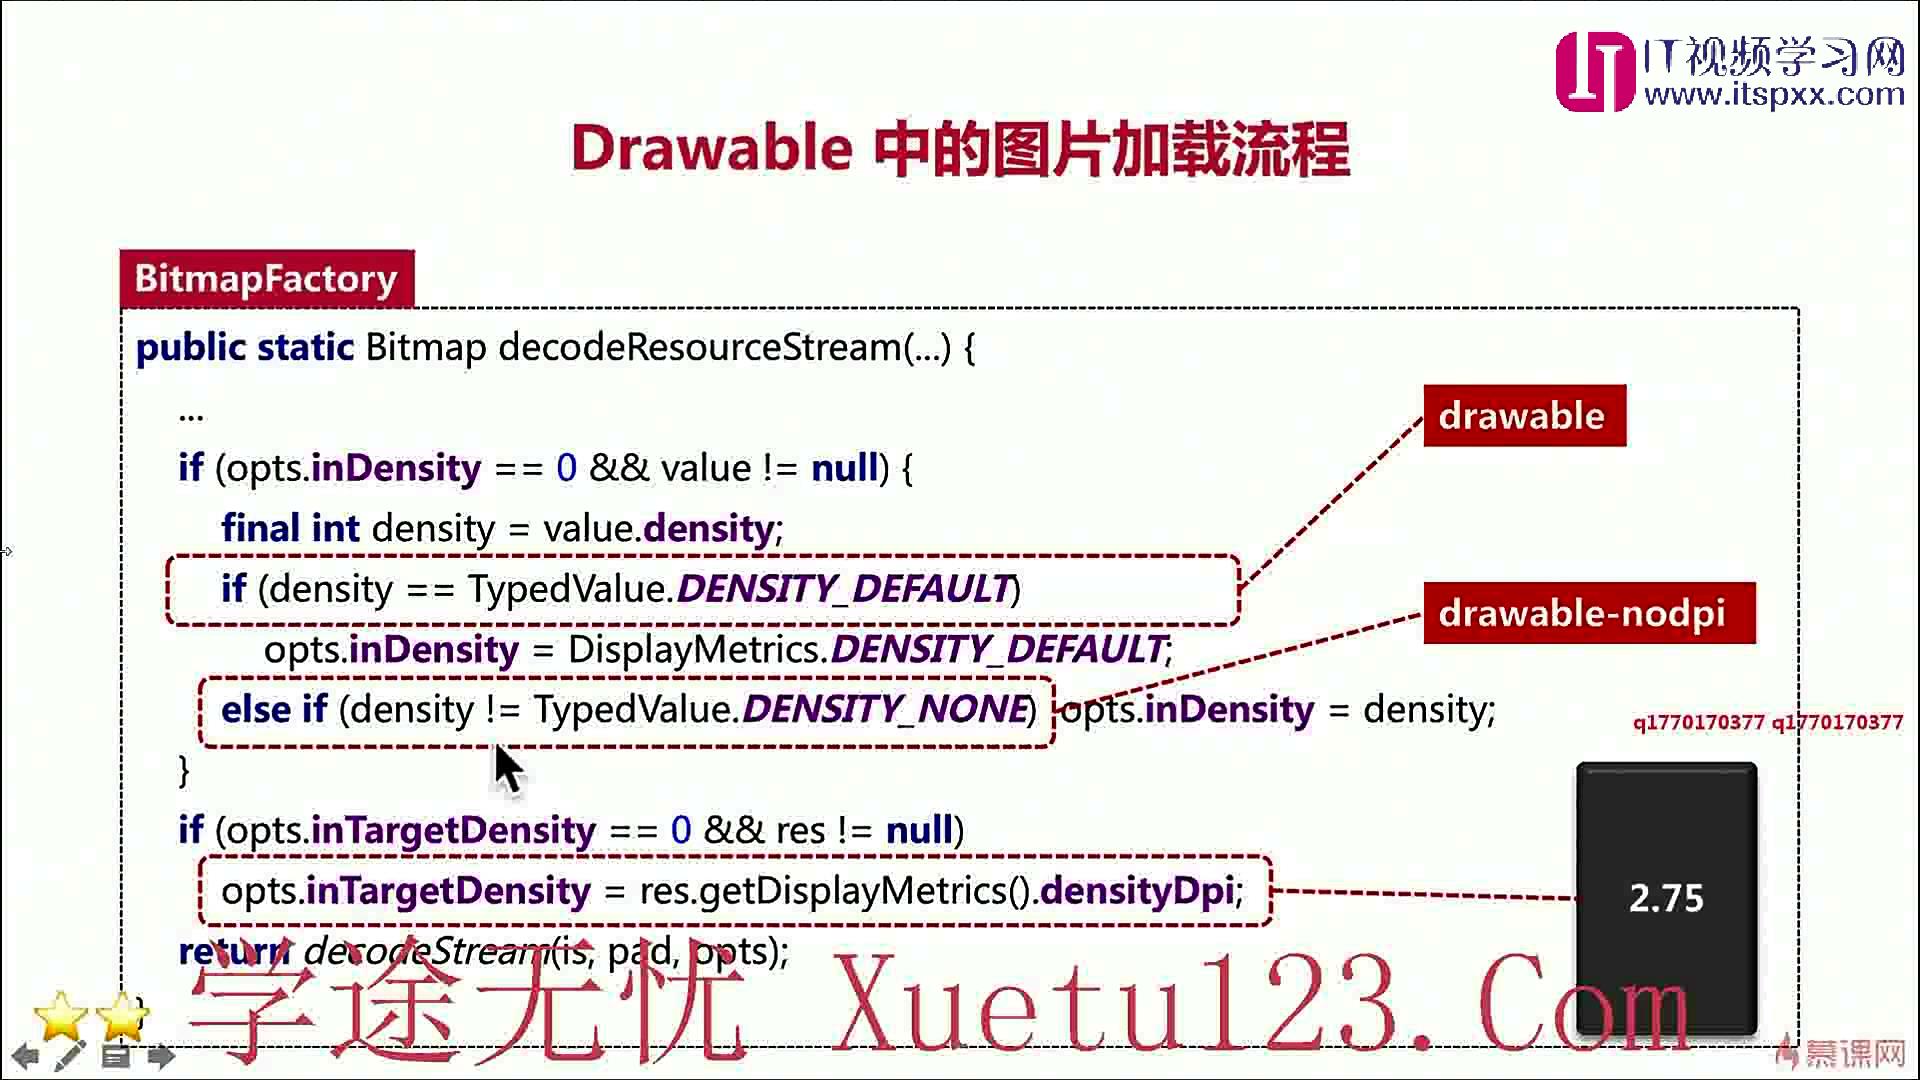 IT视频学习网
www.itspxx.com
Drawable 中的图片加载流程
BitmapFactory
public static Bitmap decodeResourceStream(...) {
...
drawable
if (opts.inDensity == 0 && value != null) {
final int density = value.density;
if (density == TypedValue.DENSITY_DEFAULT)
drawable-nodpi
opts.inDensity = DisplayMetrics.DENSITY_DEFAULT;
else if (density != TypedValue.DENSITY_NONE) opts.inDensity = density;
q1770170377 q1770170377
}
if (opts.inTargetDensity == 0 && res != null)
opts.inTargetDensity = res.getDisplayMetrics().densityDpi;
2.75
return decodeStream(is, pad, opts);
}
学途无忧 Xuetu123.Com
慕课网